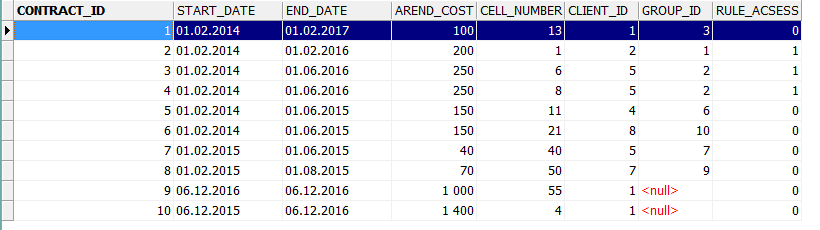 CONTRACT_ID START_DATE END_DATE AREND_COST CELL_NUMBER CLIENT_ID GROUP_ID RULE_ACSESS
1 01.02.2014 01.02.2017 100 13 1 3 0
2 01.02.2014 01.02.2016 200 1 2 1 1
3 01.02.2014 01.06.2016 250 6 5 2 1
4 01.02.2014 01.06.2016 250 8 5 2 1
5 01.02.2014 01.06.2015 150 11 4 6 0
6 01.02.2014 01.06.2015 150 21 8 10 0
7 01.02.2015 01.06.2015 40 40 5 7 0
8 01.02.2015 01.08.2015 70 50 7 9 0
9 06.12.2016 06.12.2016 1 000 55 1 <null> 0
10 06.12.2015 06.12.2016 1 400 4 1 <null> 0